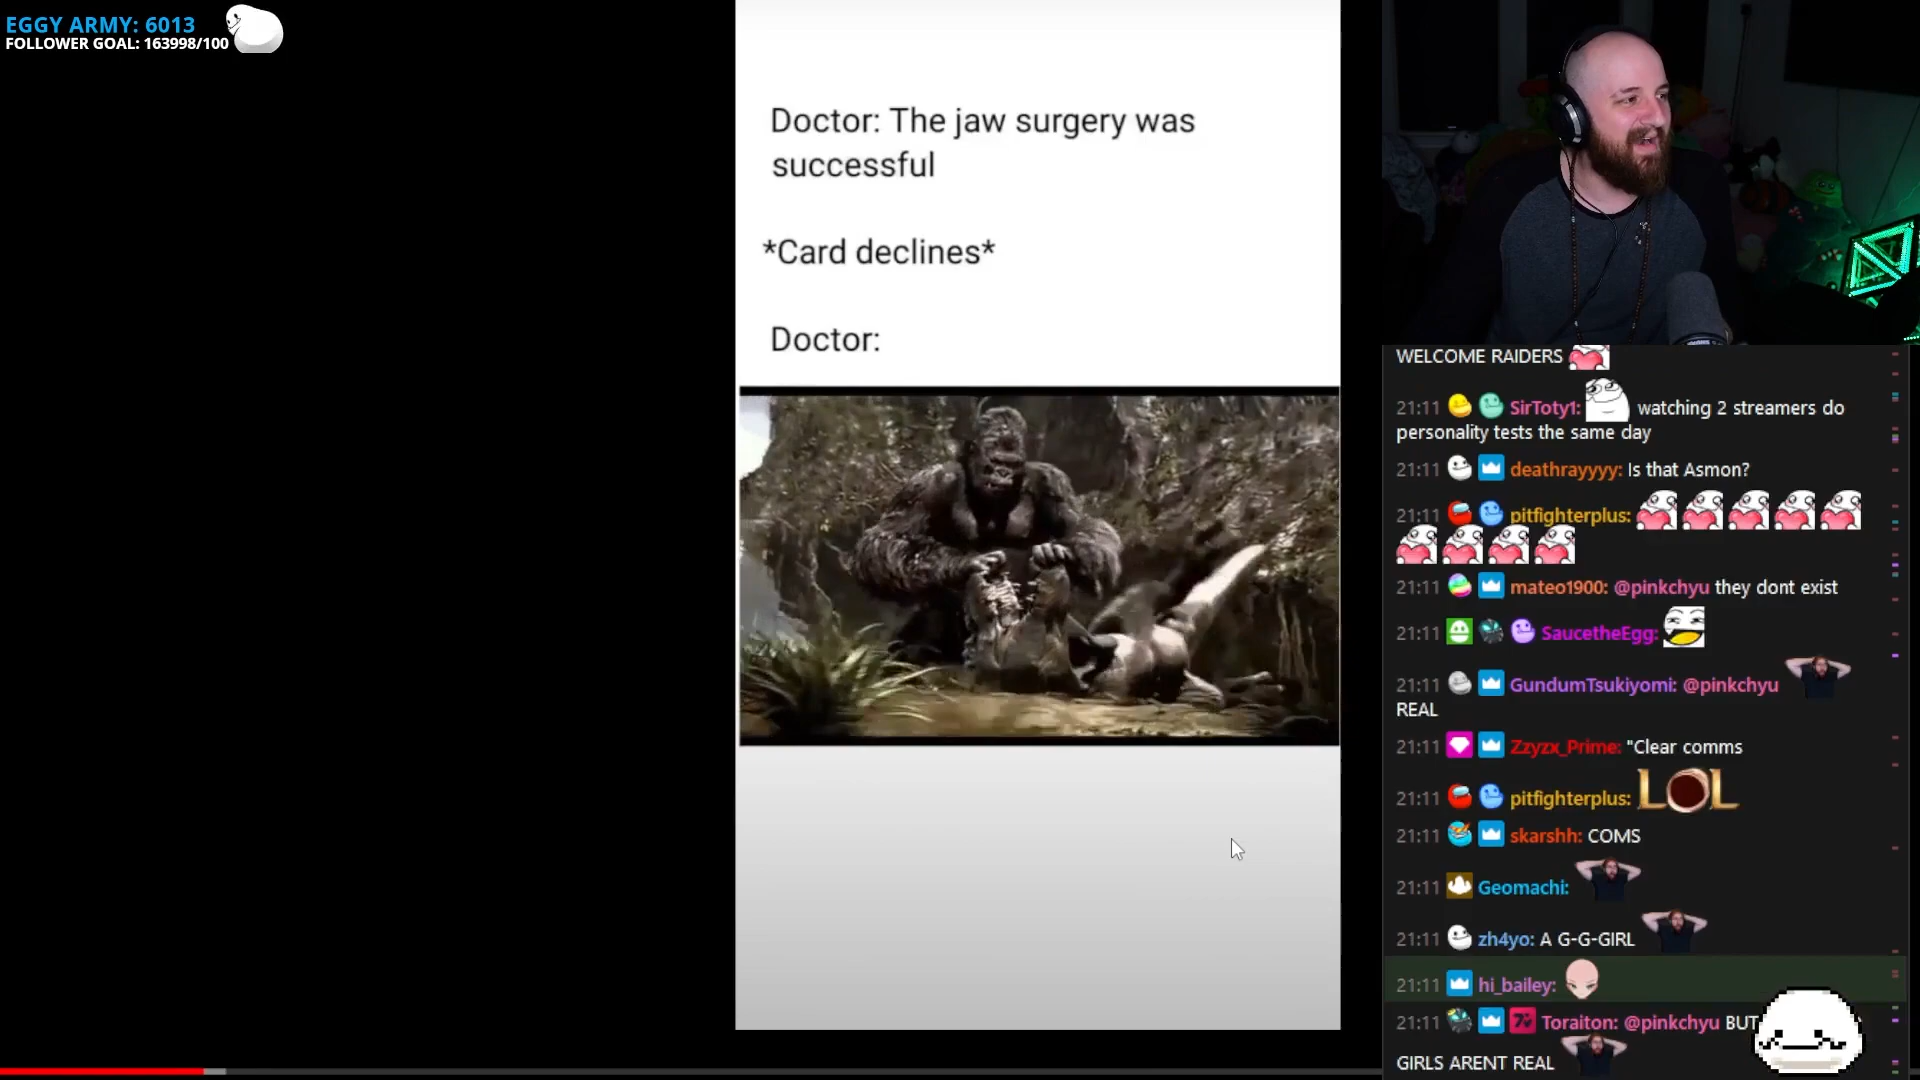 EGGY ARMY: 6013
FOLLOWER GOAL: 163998/100
Doctor: The jaw surgery was
successful
*Card declines*
Doctor:
WELCOME RAIDERS
21:11 SirToty1: watching 2 streamers do
personality tests the same day
21:11 deathrayyyy: Is that Asmon?
21:11 pitfighterplus:
21:11 mateo1900: @pinkchyu they dont exist
21:11 SaucetheEgg:
21:11 GundumTsukiyomi: @pinkchyu
REAL
21:11 Zzyzx_Prime: "Clear comms
21:11 pitfighterplus: LOL
21:11 skarshh: COMS
21:11 Geomachi:
21:11 zh4yo: A G-G-GIRL
21:11 hi_bailey:
21:11 Toraiton: @pinkchyu BUT
GIRLS ARENT REAL